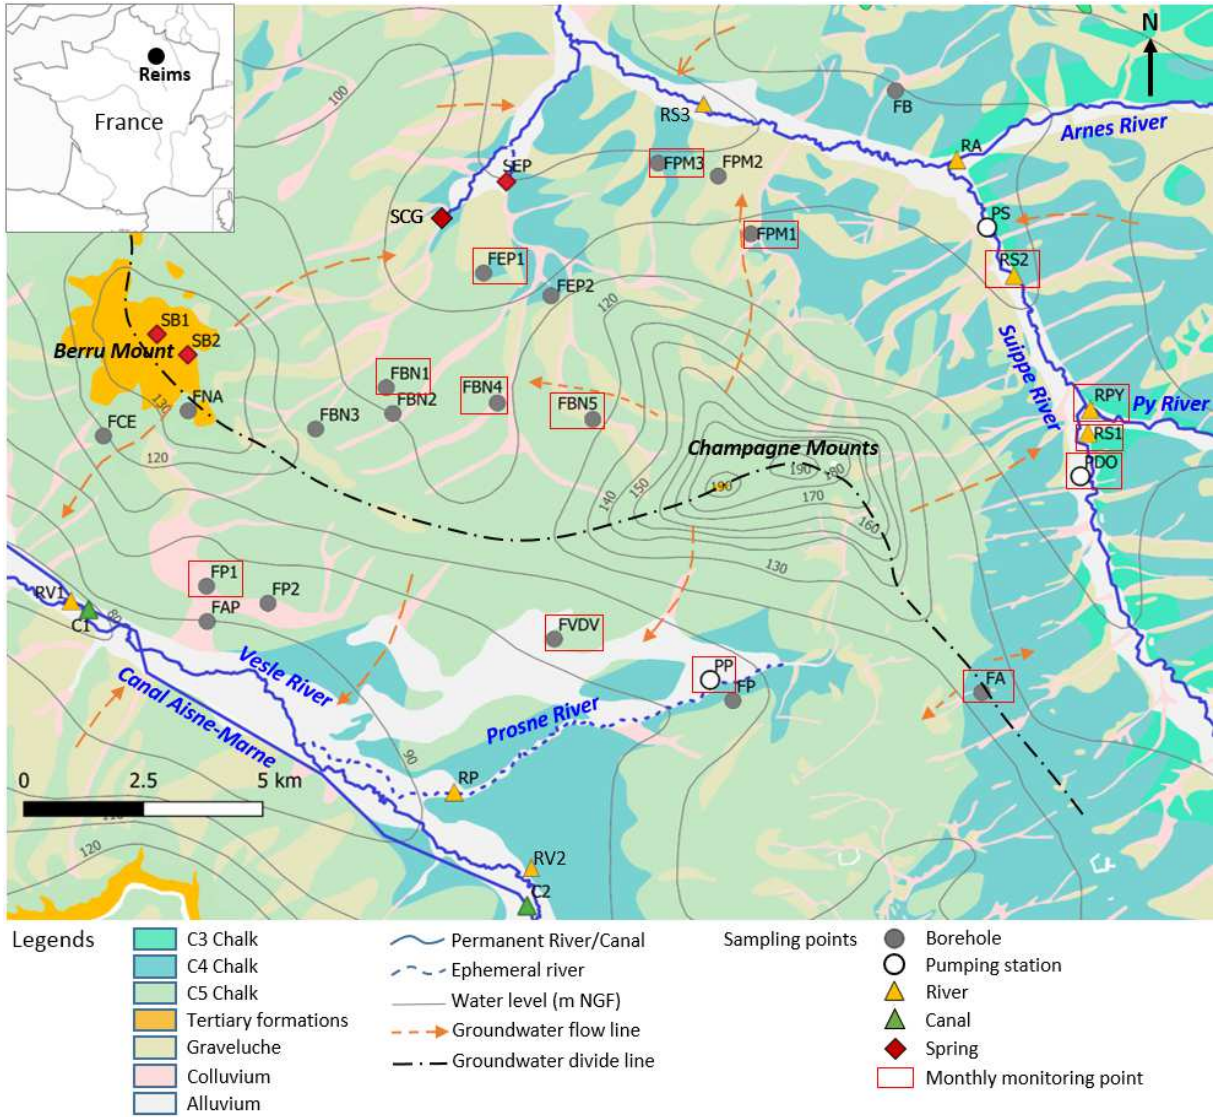 N
Reims
France
100
RS3
FB
Arnes River
RA
SEP
FPM3
FPM2
SCG
PS
FPM1
RS2
FEP1
FEP2
120
SB1
SB2
Berru Mount
Suippe River
FBN1
FBN4
FBN2
FNA
FBN3
FBN5
130
FCE
RPY
Py River
RS1
120
Champagne Mounts
PDO
190
190
180
170
150
140
160
130
FP1
FP2
RV1
80
FAP
C1
FVDV
PP
FP
FA
Vesle River
Canal Aisne-Marne
Prosne River
90
0 2.5 5 km
RP
120
RV2
C2
Legends
C3 Chalk
C4 Chalk
C5 Chalk
Tertiary formations
Graveluche
Colluvium
Alluvium
Permanent River/Canal
Ephemeral river
Water level (m NGF)
Groundwater flow line
Groundwater divide line
Sampling points
Borehole
Pumping station
River
Canal
Spring
Monthly monitoring point